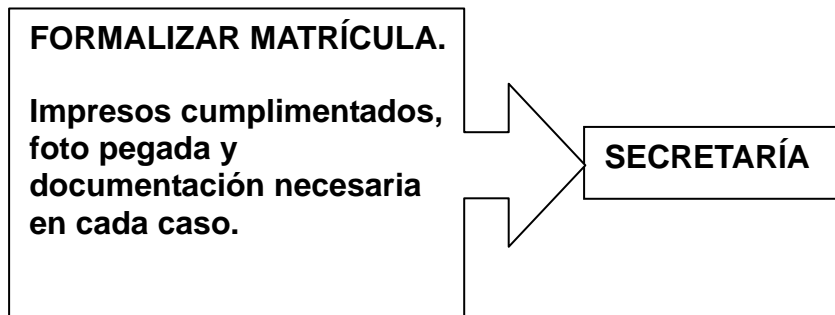 FORMALIZAR MATRÍCULA.
Impresos cumplimentados,
foto pegada y
documentación necesaria
en cada caso.
SECRETARÍA